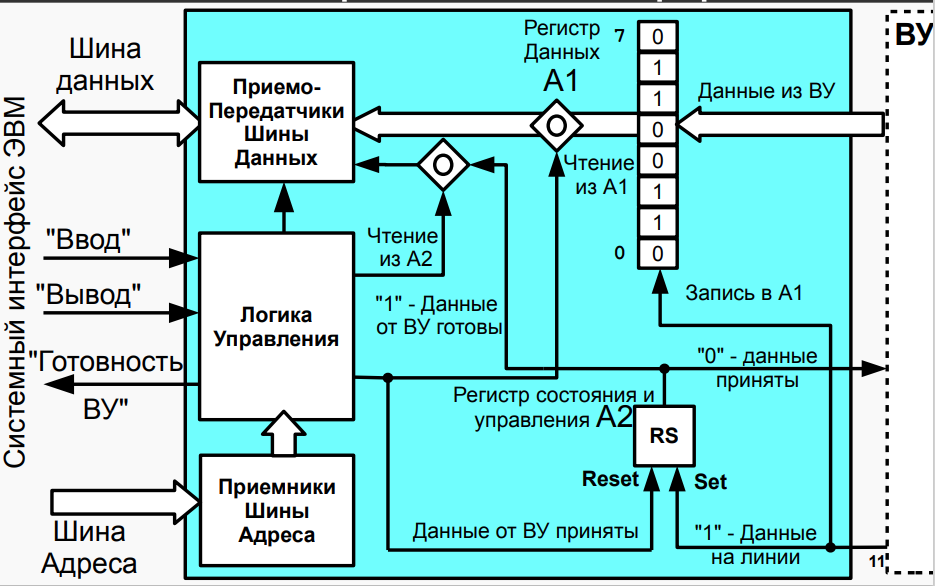 Системный интерфейс ЭВМ
Шина
данных
"Ввод"
"Вывод"
"Готовность
ВУ"
Шина
Адреса
Приемо-
Передатчики
Шины
Данных
Логика
Управления
Приемники
Шины
Адреса
Регистр
Данных
A1
7
0
1
1
0
0
1
1
0
0
Данные из ВУ
ВУ
O
O
Чтение
из А1
Чтение
из А2
"1" - Данные
от ВУ готовы
Запись в А1
"0" - данные
приняты
Регистр состояния и
управления A2
RS
Reset
Set
Данные от ВУ приняты
"1" - Данные
на линии
11